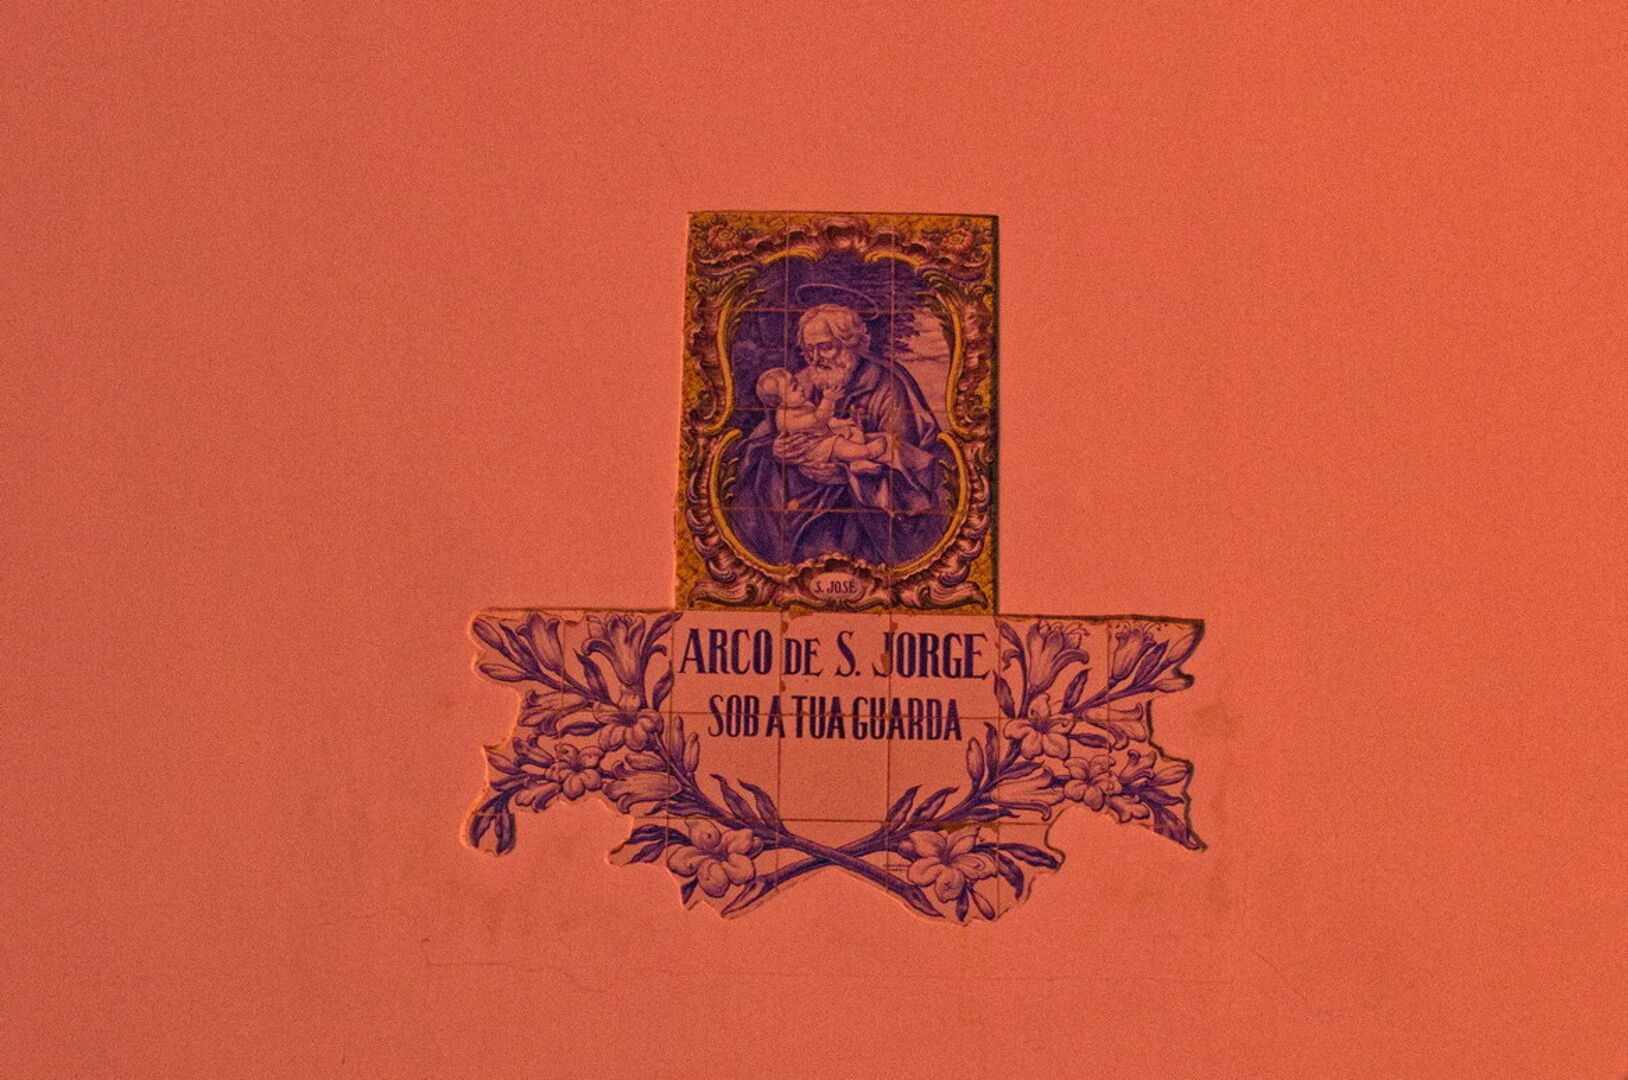 S. JOSÉ
ARCO DE S. JORGE
SOB A TUA GUARDA